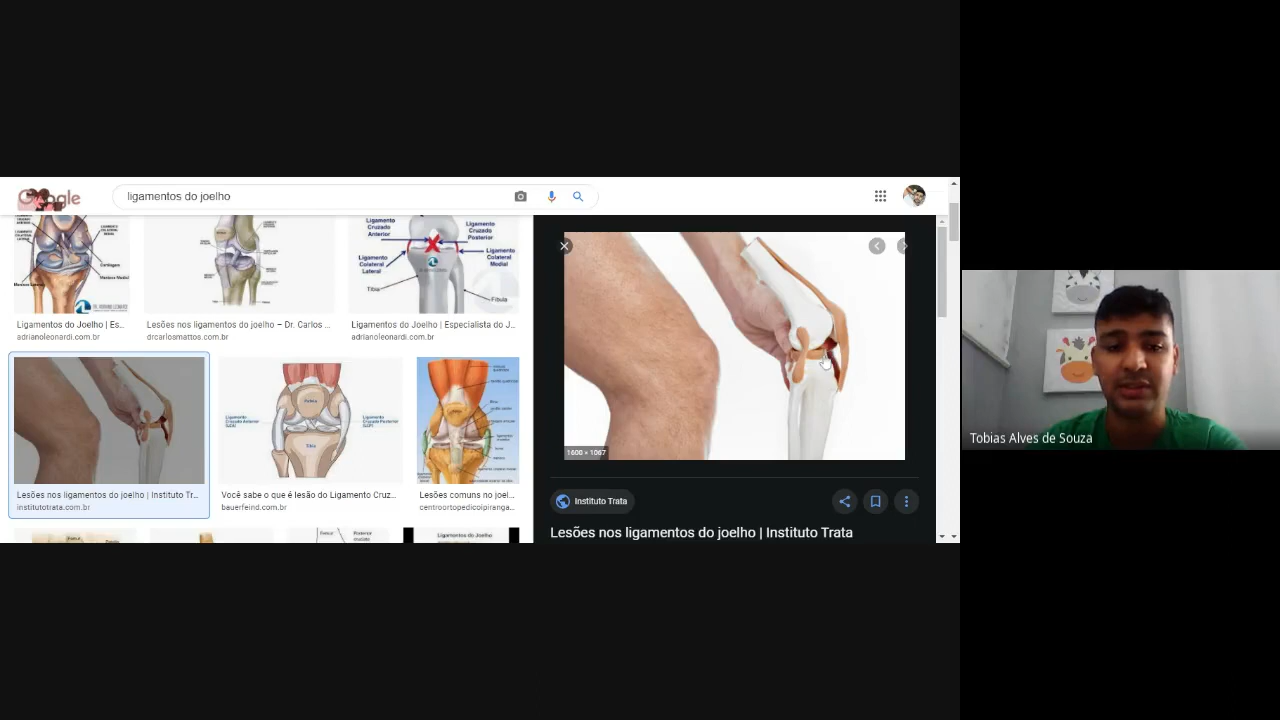 Google
ligamentos do joelho
Ligamento
Cruzado
Anterior
Ligamento
Cruzado
Posterior
Ligamento
Colateral
Lateral
Ligamento
Colateral
Medial
Tíbia
Fíbula
Ligamentos do Joelho | Es...
adrianoleonardi.com.br
Lesões nos ligamentos do joelho – Dr. Carlos ...
drcarlosmattos.com.br
Ligamentos do Joelho | Especialista do J...
adrianoleonardi.com.br
Lesões nos ligamentos do joelho | Instituto Tr...
institutotrata.com.br
Você sabe o que é lesão do Ligamento Cruz...
bauerfeind.com.br
Lesões comuns no joel...
centroortopedicoipiranga...
Ligamentos do Joelho
1600 × 1067
Instituto Trata
Lesões nos ligamentos do joelho | Instituto Trata
Tobias Alves de Souza